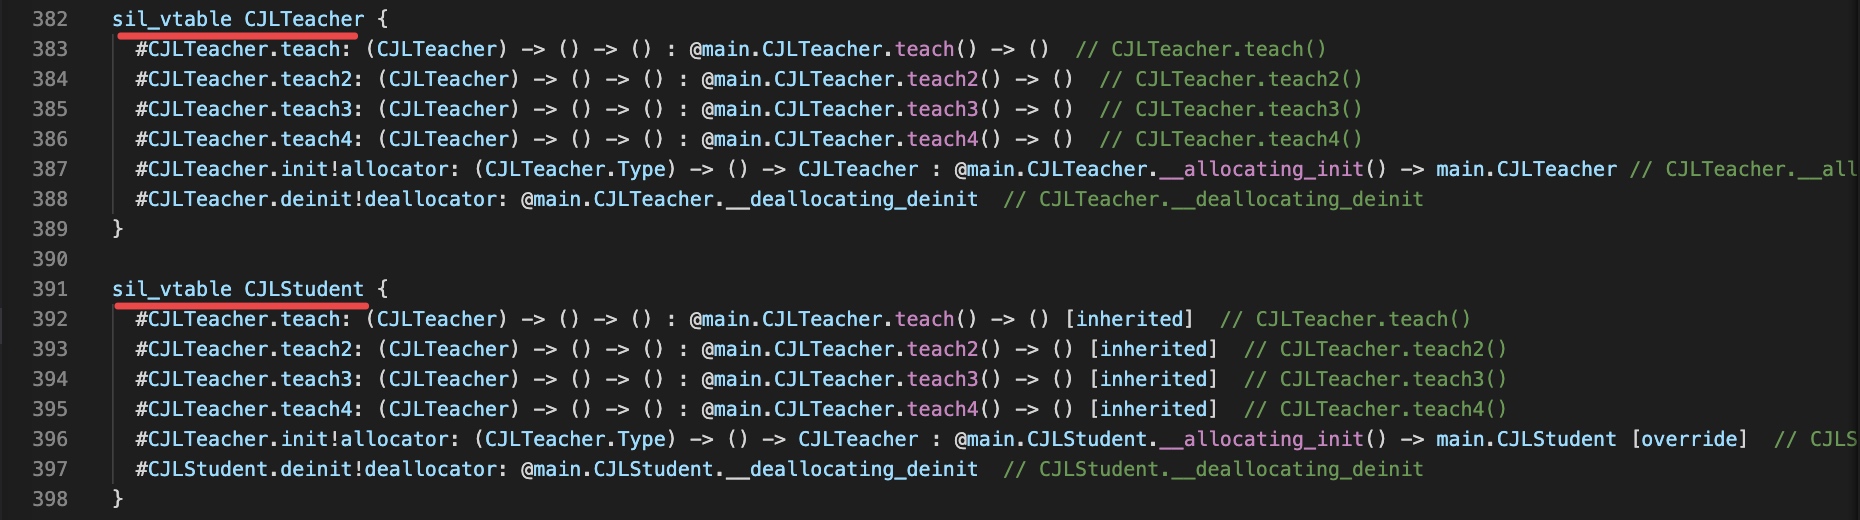 382 sil_vtable CJLTeacher {
383 #CJLTeacher.teach: (CJLTeacher) -> () -> () : @main.CJLTeacher.teach() -> () // CJLTeacher.teach()
384 #CJLTeacher.teach2: (CJLTeacher) -> () -> () : @main.CJLTeacher.teach2() -> () // CJLTeacher.teach2()
385 #CJLTeacher.teach3: (CJLTeacher) -> () -> () : @main.CJLTeacher.teach3() -> () // CJLTeacher.teach3()
386 #CJLTeacher.teach4: (CJLTeacher) -> () -> () : @main.CJLTeacher.teach4() -> () // CJLTeacher.teach4()
387 #CJLTeacher.init!allocator: (CJLTeacher.Type) -> () -> CJLTeacher : @main.CJLTeacher.__allocating_init() -> main.CJLTeacher // CJLTeacher.__all
388 #CJLTeacher.deinit!deallocator: @main.CJLTeacher.__deallocating_deinit // CJLTeacher.__deallocating_deinit
389 }
390
391 sil_vtable CJLStudent {
392 #CJLTeacher.teach: (CJLTeacher) -> () -> () : @main.CJLTeacher.teach() -> () [inherited] // CJLTeacher.teach()
393 #CJLTeacher.teach2: (CJLTeacher) -> () -> () : @main.CJLTeacher.teach2() -> () [inherited] // CJLTeacher.teach2()
394 #CJLTeacher.teach3: (CJLTeacher) -> () -> () : @main.CJLTeacher.teach3() -> () [inherited] // CJLTeacher.teach3()
395 #CJLTeacher.teach4: (CJLTeacher) -> () -> () : @main.CJLTeacher.teach4() -> () [inherited] // CJLTeacher.teach4()
396 #CJLTeacher.init!allocator: (CJLTeacher.Type) -> () -> CJLTeacher : @main.CJLStudent.__allocating_init() -> main.CJLStudent [override] // CJLS
397 #CJLStudent.deinit!deallocator: @main.CJLStudent.__deallocating_deinit // CJLStudent.__deallocating_deinit
398 }